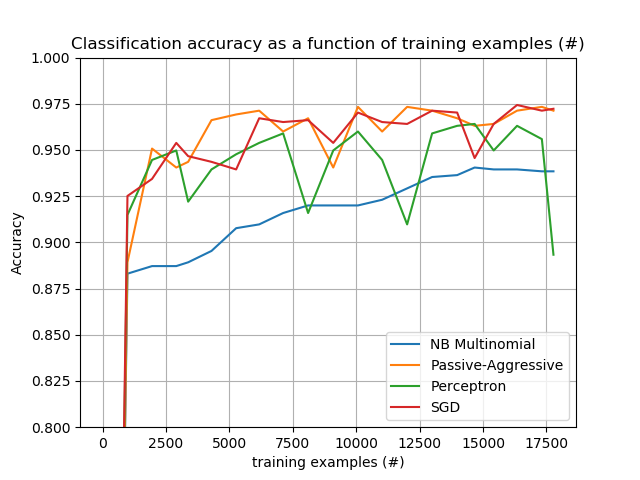 Classification accuracy as a function of training examples (#)
1.000
0.975
0.950
0.925
0.900
0.875
0.850
0.825
0.800
Accuracy
NB Multinomial
Passive-Aggressive
Perceptron
SGD
0 2500 5000 7500 10000 12500 15000 17500
training examples (#)